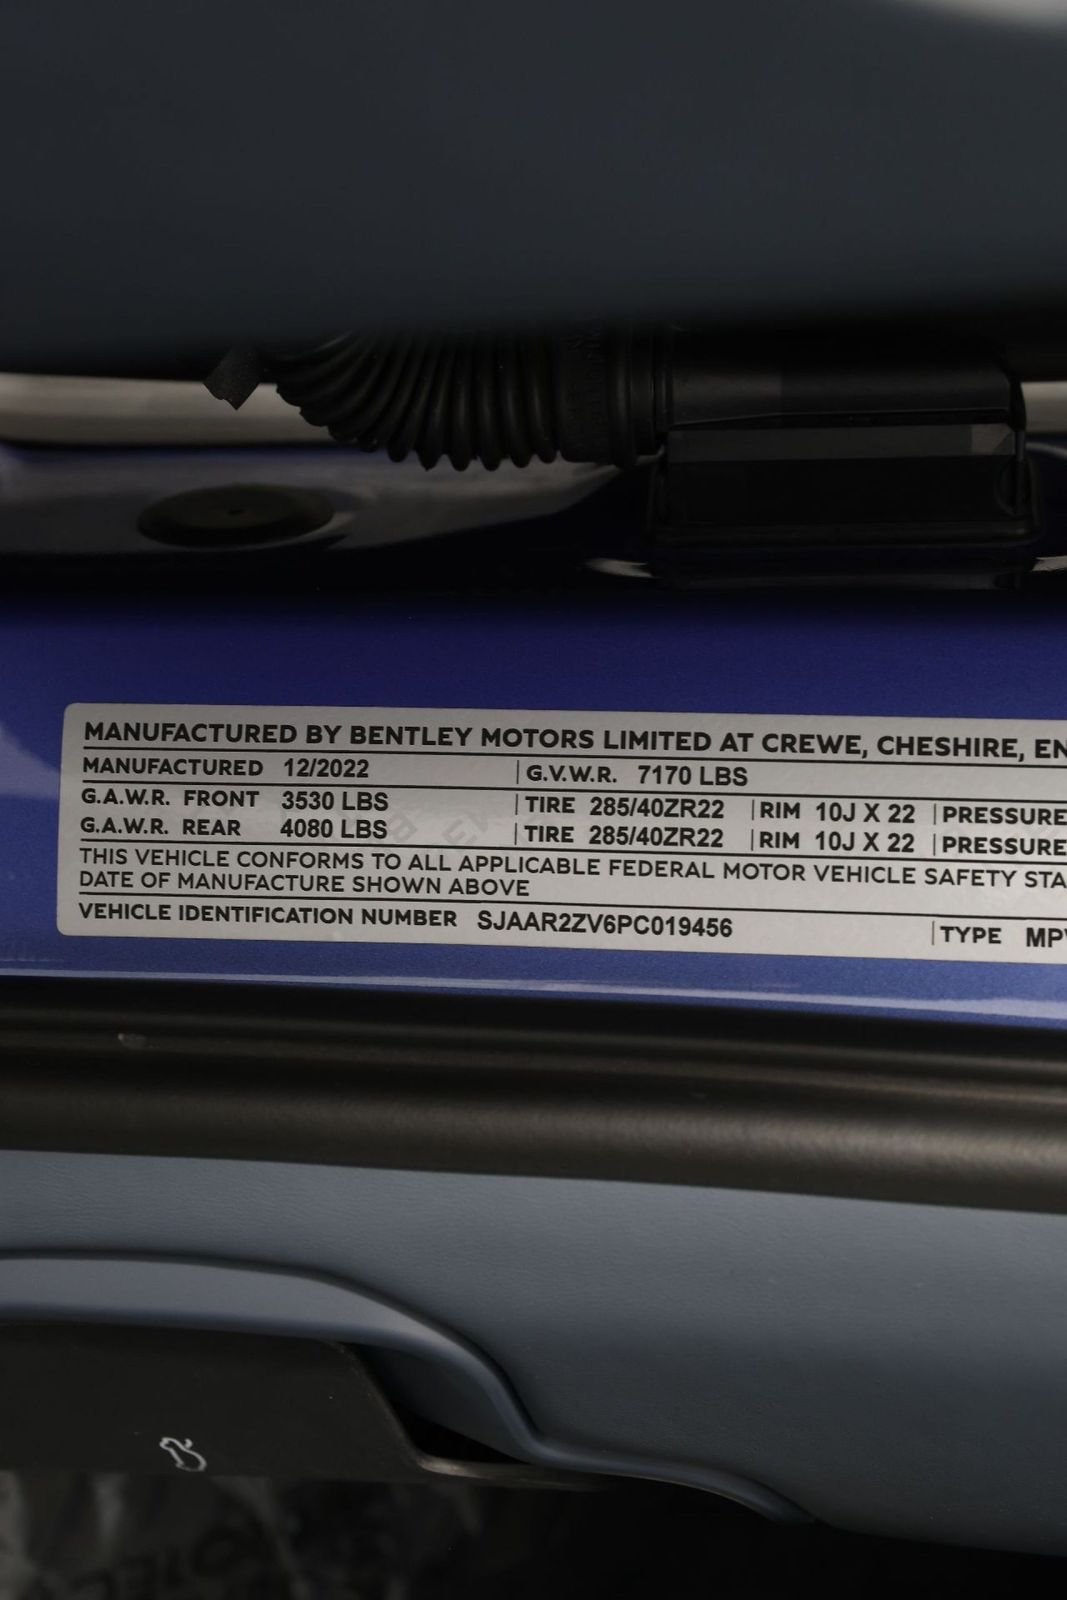 MANUFACTURED BY BENTLEY MOTORS LIMITED AT CREWE, CHESHIRE, EN
MANUFACTURED 12/2022 G.V.W.R. 7170 LBS
G.A.W.R. FRONT 3530 LBS TIRE 285/40ZR22 RIM 10J X 22 PRESSURE
G.A.W.R. REAR 4080 LBS TIRE 285/40ZR22 RIM 10J X 22 PRESSURE
THIS VEHICLE CONFORMS TO ALL APPLICABLE FEDERAL MOTOR VEHICLE SAFETY STA
DATE OF MANUFACTURE SHOWN ABOVE
VEHICLE IDENTIFICATION NUMBER SJAAR2ZV6PC019456 TYPE MP